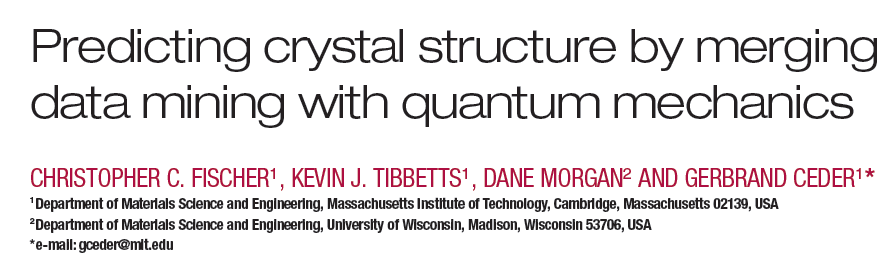 Predicting crystal structure by merging
data mining with quantum mechanics
CHRISTOPHER C. FISCHER¹, KEVIN J. TIBBETTS¹, DANE MORGAN² AND GERBRAND CEDER¹*
¹Department of Materials Science and Engineering, Massachusetts Institute of Technology, Cambridge, Massachusetts 02139, USA
²Department of Materials Science and Engineering, University of Wisconsin, Madison, Wisconsin 53706, USA
*e-mail: gceder@mit.edu